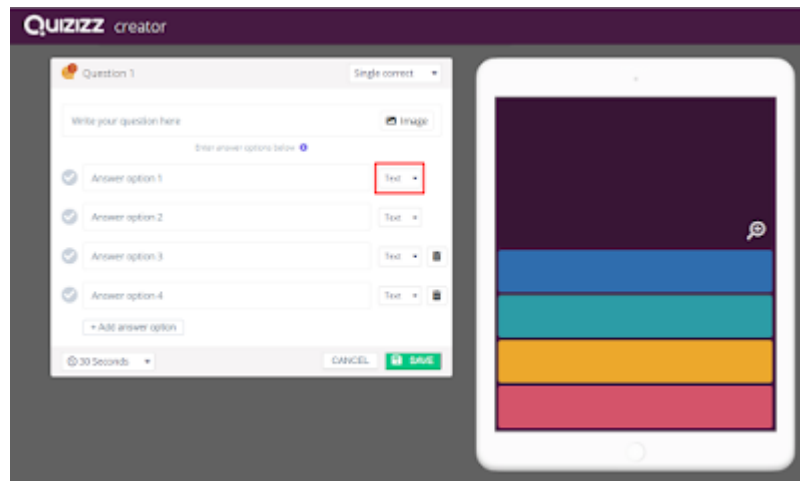 QUIZIZZ creator
Question 1
Single correct
Write your question here
Image
Enter answer options below
Answer option 1
Text
Answer option 2
Text
Answer option 3
Text
Answer option 4
Text
+ Add answer option
30 Seconds
CANCEL
SAVE